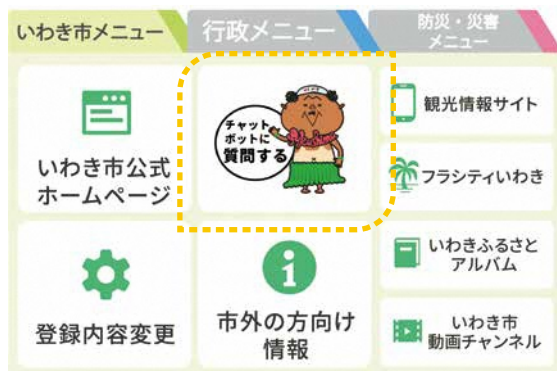 いわき市メニュー
行政メニュー
防災・災害
メニュー
いわき市公式
ホームページ
チャット
ボットに
質問する
観光情報サイト
フラシティいわき
登録内容変更
市外の方向け
情報
いわきふるさと
アルバム
いわき市
動画チャンネル